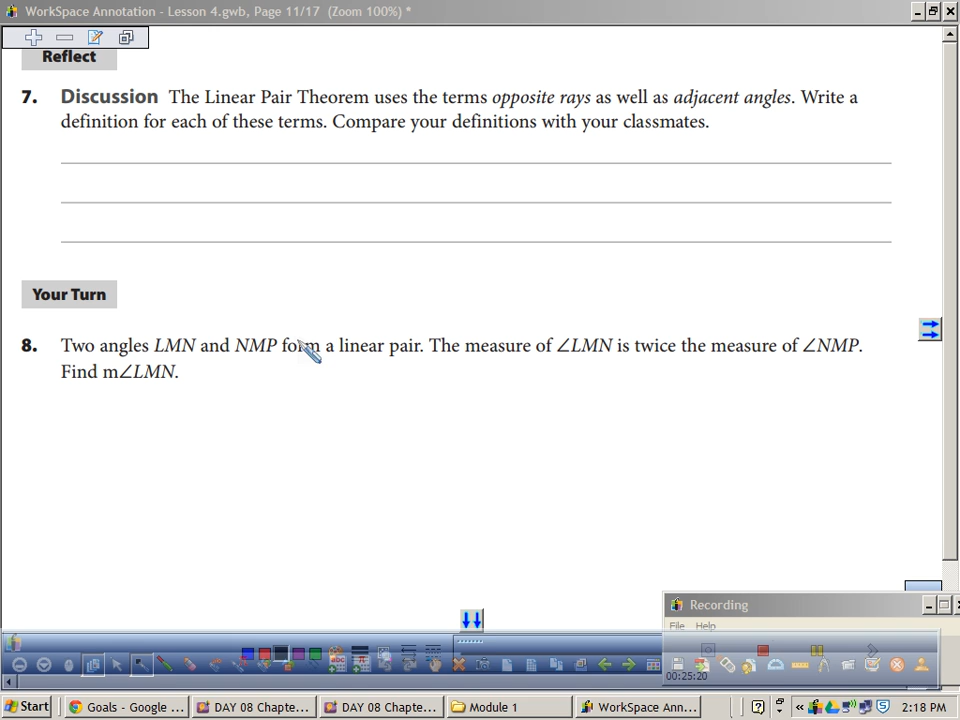 WorkSpace Annotation - Lesson 4.gwb, Page 11/17 (Zoom 100%) *
Reflect
7. Discussion The Linear Pair Theorem uses the terms opposite rays as well as adjacent angles. Write a
definition for each of these terms. Compare your definitions with your classmates.
Your Turn
8. Two angles LMN and NMP form a linear pair. The measure of ∠LMN is twice the measure of ∠NMP.
Find m∠LMN.
Recording
File Help
00:25:20
Start Goals - Google ... DAY 08 Chapte... DAY 08 Chapte... Module 1 WorkSpace Ann... 2:18 PM